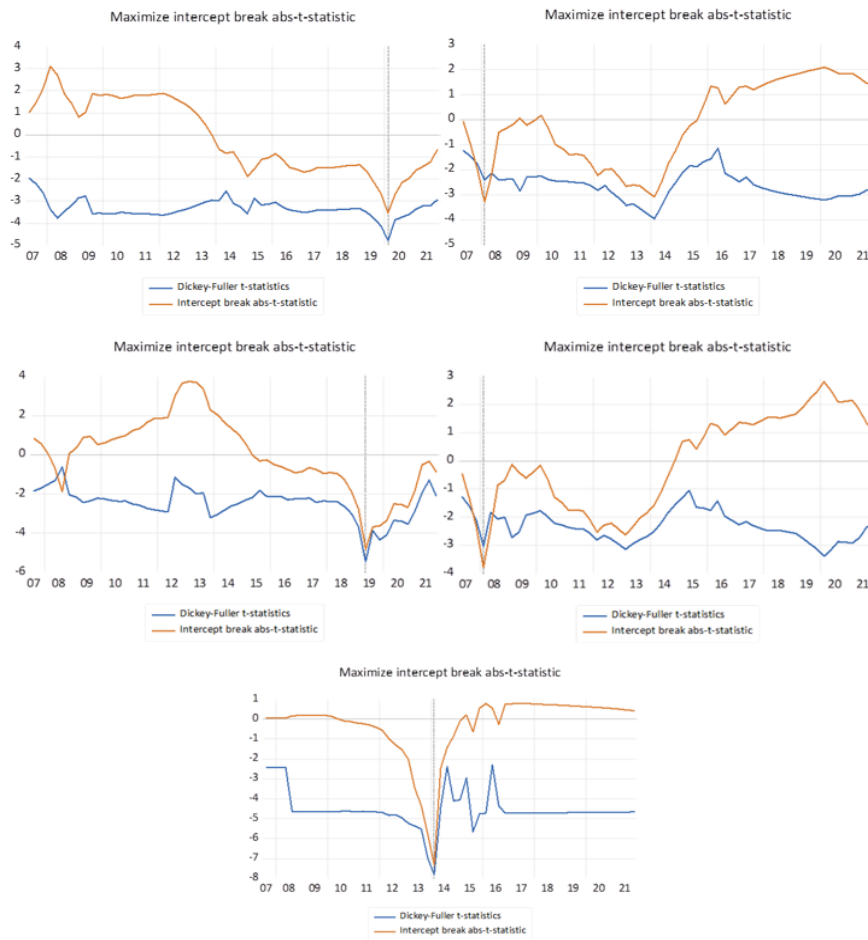 Maximize intercept break abs-t-statistic
4
3
2
1
0
-1
-2
-3
-4
-5
07 08 09 10 11 12 13 14 15 16 17 18 19 20 21
Dickey-Fuller t-statistics
Intercept break abs-t-statistic
Maximize intercept break abs-t-statistic
3
2
1
0
-1
-2
-3
-4
-5
07 08 09 10 11 12 13 14 15 16 17 18 19 20 21
Dickey-Fuller t-statistics
Intercept break abs-t-statistic
Maximize intercept break abs-t-statistic
4
2
0
-2
-4
-6
07 08 09 10 11 12 13 14 15 16 17 18 19 20 21
Dickey-Fuller t-statistics
Intercept break abs-t-statistic
Maximize intercept break abs-t-statistic
3
2
1
0
-1
-2
-3
-4
07 08 09 10 11 12 13 14 15 16 17 18 19 20 21
Dickey-Fuller t-statistics
Intercept break abs-t-statistic
Maximize intercept break abs-t-statistic
1
0
-1
-2
-3
-4
-5
-6
-7
-8
07 08 09 10 11 12 13 14 15 16 17 18 19 20 21
Dickey-Fuller t-statistics
Intercept break abs-t-statistic